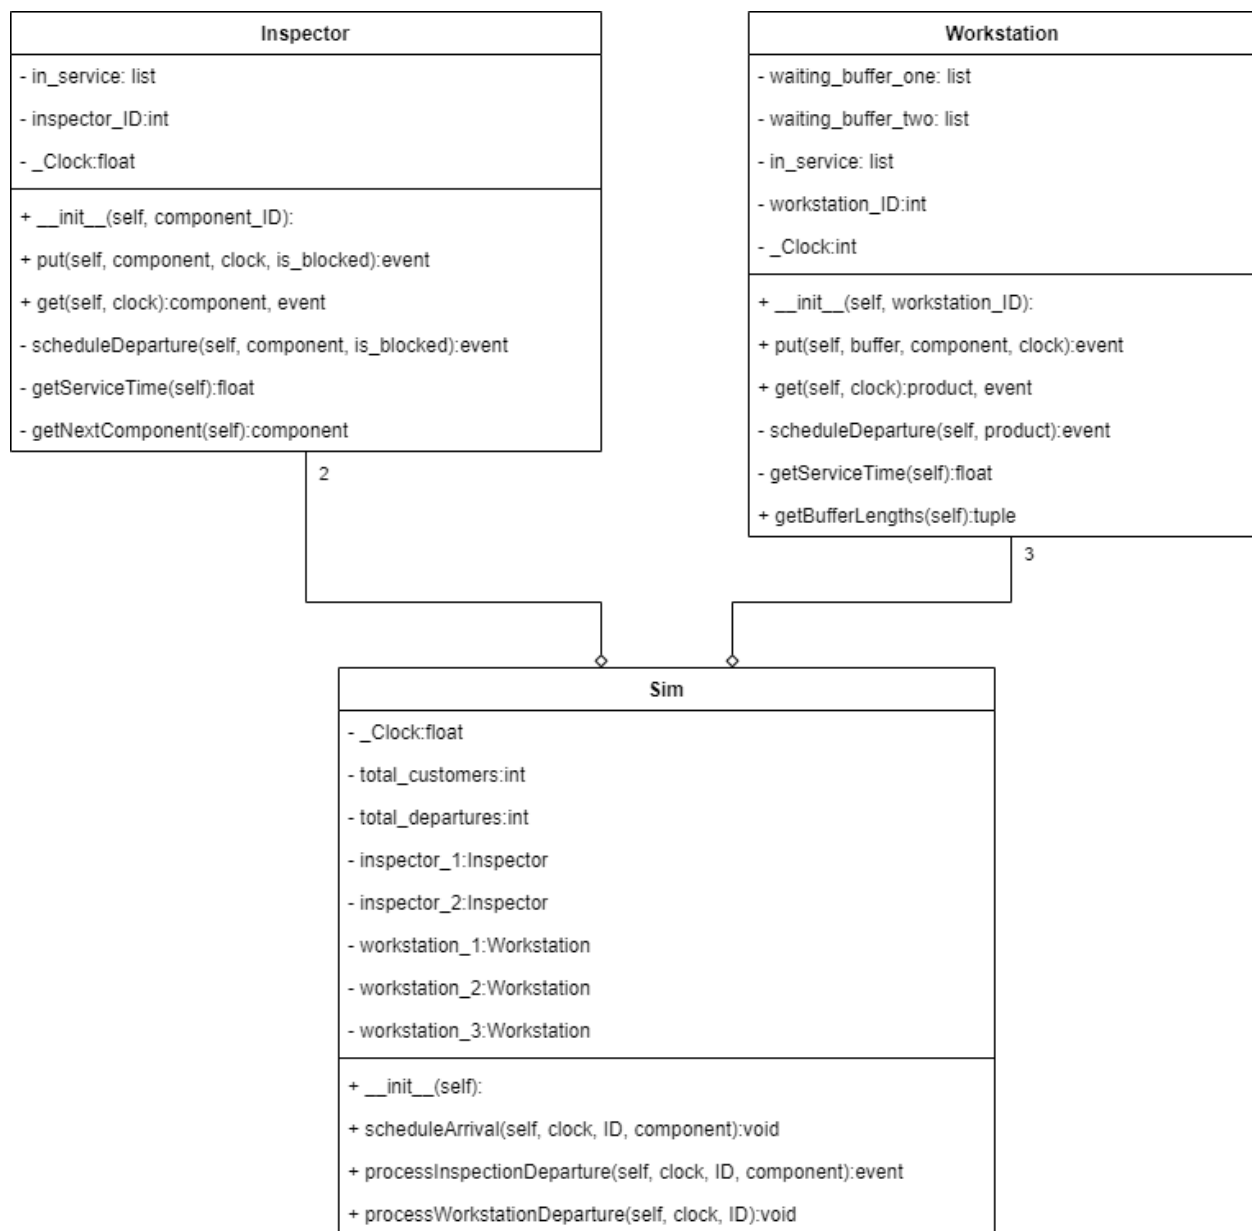 Inspector
- in_service: list
- inspector_ID:int
- _Clock:float
+ __init__(self, component_ID):
+ put(self, component, clock, is_blocked):event
+ get(self, clock):component, event
- scheduleDeparture(self, component, is_blocked):event
- getServiceTime(self):float
- getNextComponent(self):component
2
Workstation
- waiting_buffer_one: list
- waiting_buffer_two: list
- in_service: list
- workstation_ID:int
- _Clock:int
+ __init__(self, workstation_ID):
+ put(self, buffer, component, clock):event
+ get(self, clock):product, event
- scheduleDeparture(self, product):event
- getServiceTime(self):float
+ getBufferLengths(self):tuple
3
Sim
- _Clock:float
- total_customers:int
- total_departures:int
- inspector_1:Inspector
- inspector_2:Inspector
- workstation_1:Workstation
- workstation_2:Workstation
- workstation_3:Workstation
+ __init__(self):
+ scheduleArrival(self, clock, ID, component):void
+ processInspectionDeparture(self, clock, ID, component):event
+ processWorkstationDeparture(self, clock, ID):void